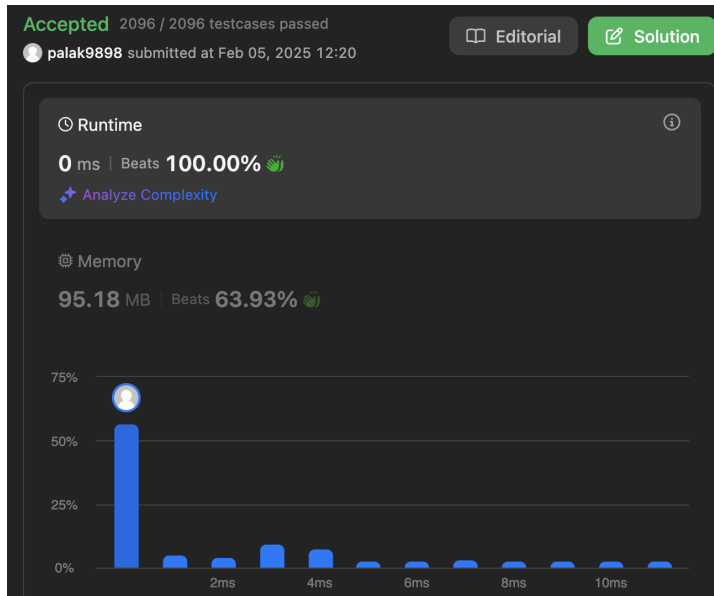 Accepted 2096 / 2096 testcases passed
Editorial
Solution
palak9898 submitted at Feb 05, 2025 12:20
Runtime
0 ms | Beats 100.00%
Analyze Complexity
Memory
95.18 MB | Beats 63.93%
75%
50%
25%
0%
2ms 4ms 6ms 8ms 10ms